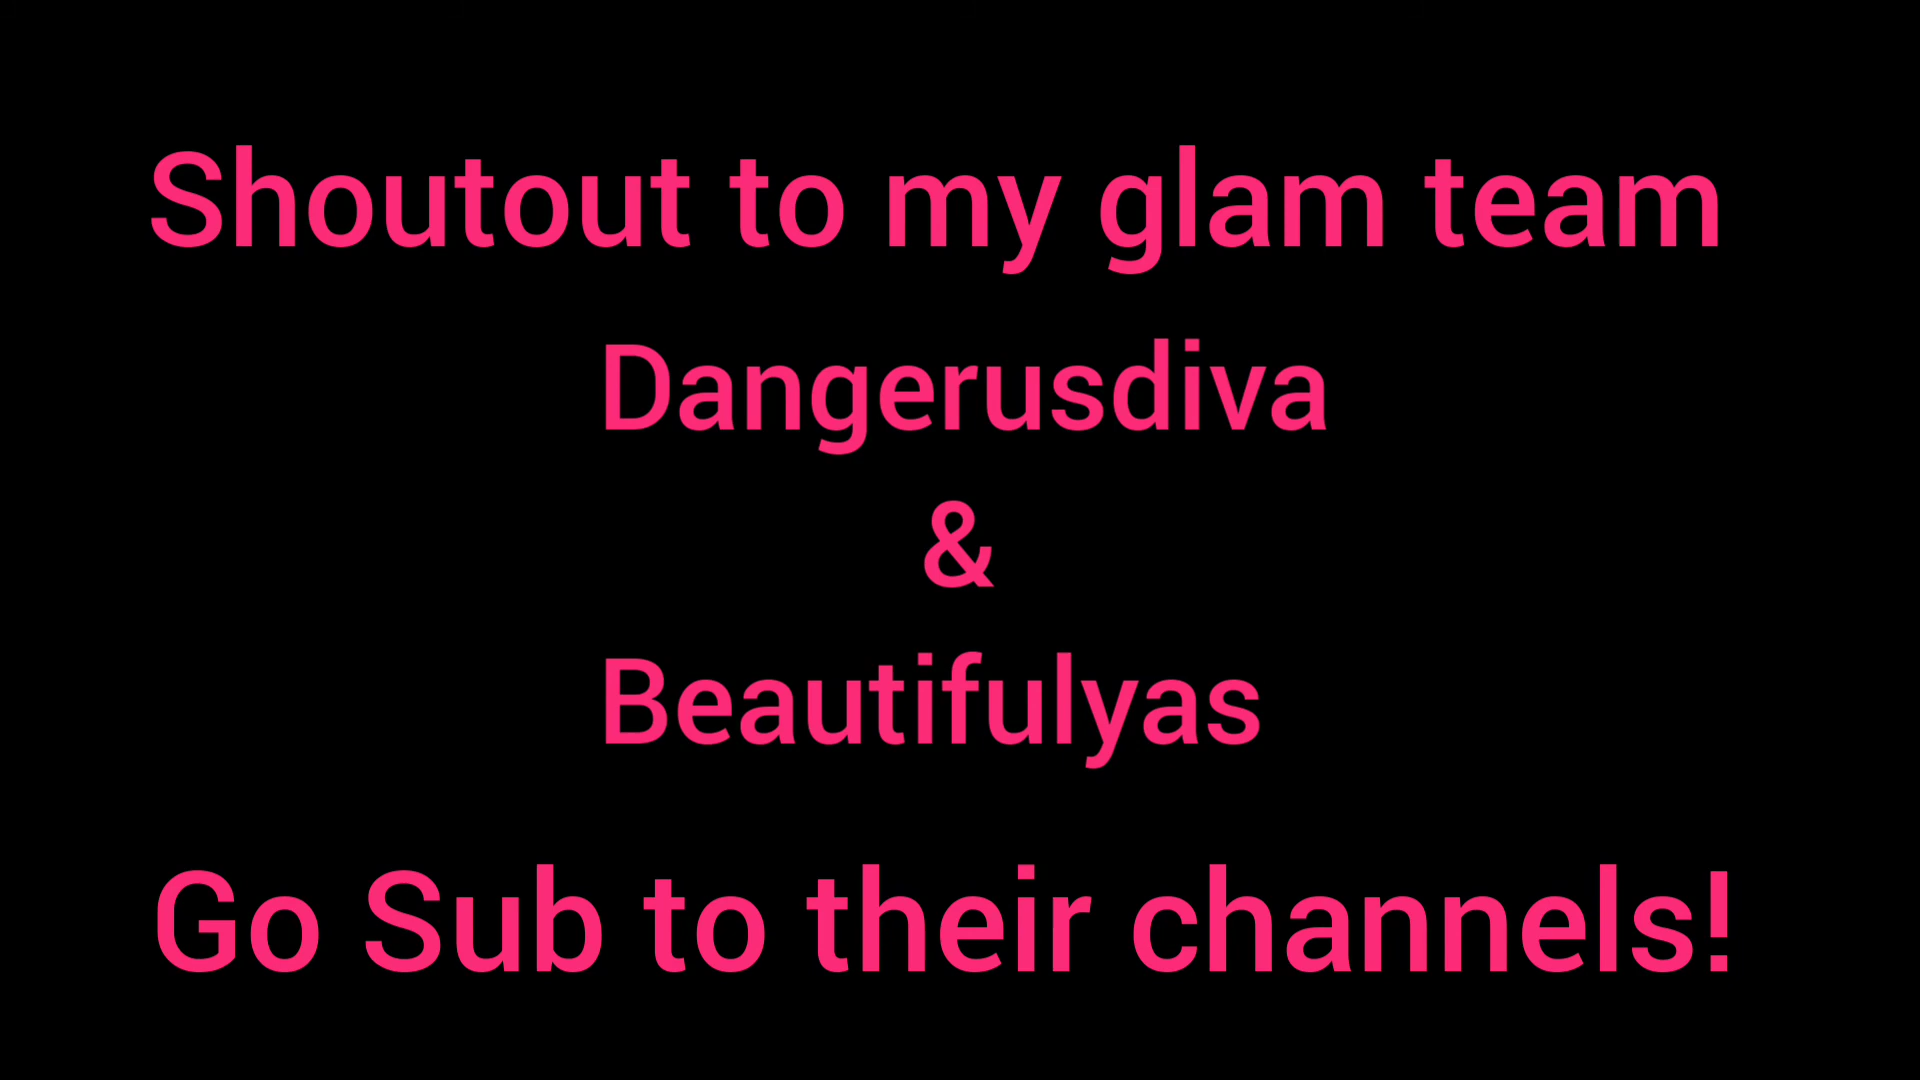 Shoutout to my glam team
Dangerusdiva
&
Beautifulyas
Go Sub to their channels!